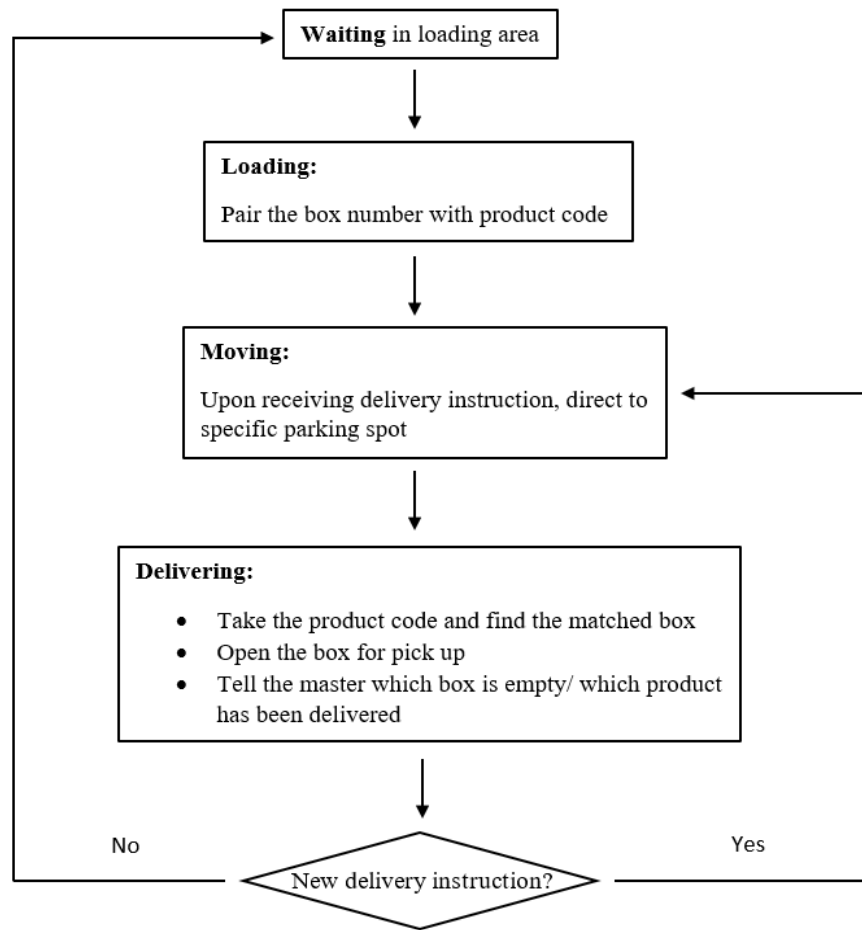 Waiting in loading area
Loading:
Pair the box number with product code
Moving:
Upon receiving delivery instruction, direct to
specific parking spot
Delivering:
• Take the product code and find the matched box
• Open the box for pick up
• Tell the master which box is empty/ which product
has been delivered
No
Yes
New delivery instruction?